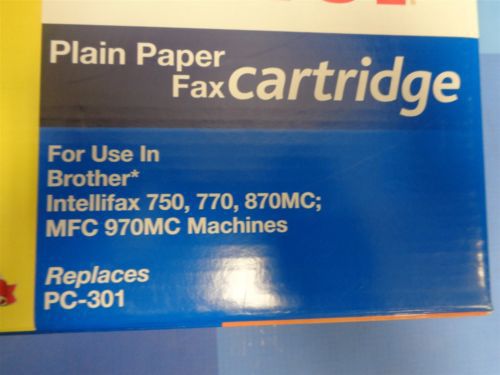 Plain Paper
Fax cartridge
For Use In
Brother*
Intellifax 750, 770, 870MC;
MFC 970MC Machines
Replaces
PC-301